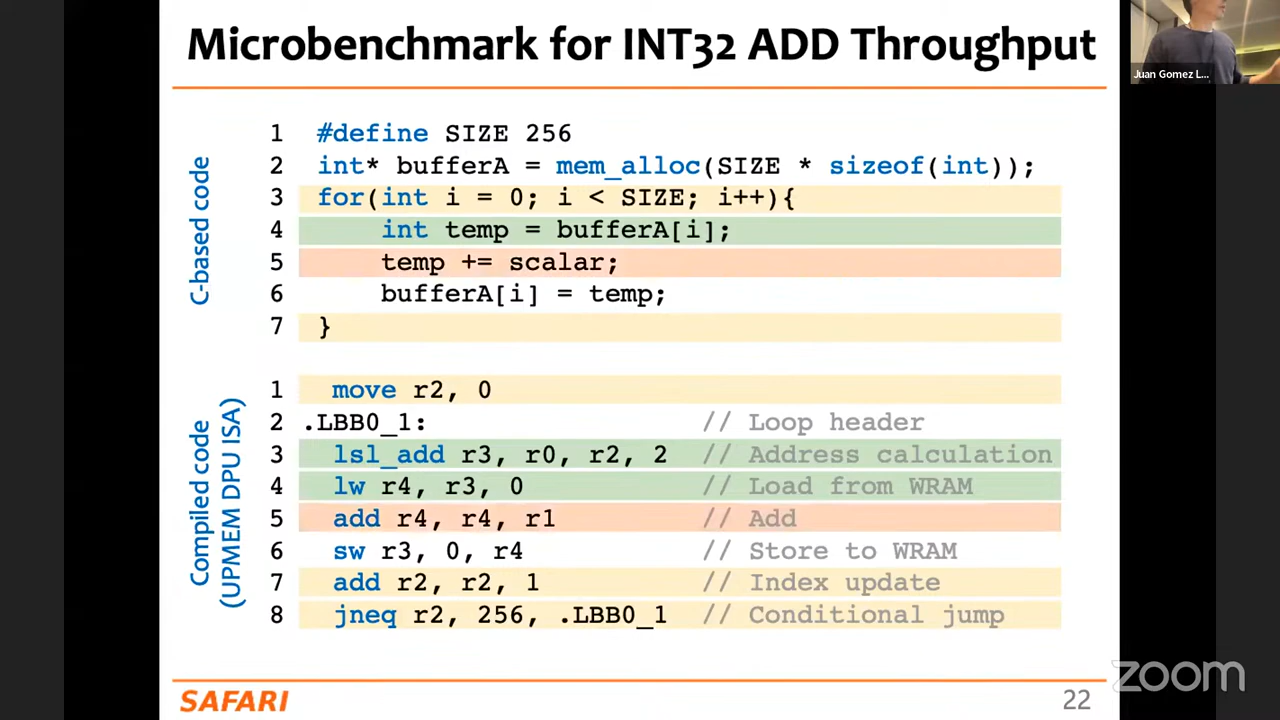 Microbenchmark for INT32 ADD Throughput
Juan Gomez L...
C-based code
1 #define SIZE 256
2 int* bufferA = mem_alloc(SIZE * sizeof(int));
3 for(int i = 0; i < SIZE; i++){
4 int temp = bufferA[i];
5 temp += scalar;
6 bufferA[i] = temp;
7 }
Compiled code
(UPMEM DPU ISA)
1 move r2, 0
2 .LBB0_1: // Loop header
3 lsl_add r3, r0, r2, 2 // Address calculation
4 lw r4, r3, 0 // Load from WRAM
5 add r4, r4, r1 // Add
6 sw r3, 0, r4 // Store to WRAM
7 add r2, r2, 1 // Index update
8 jneq r2, 256, .LBB0_1 // Conditional jump
SAFARI
22
zoom